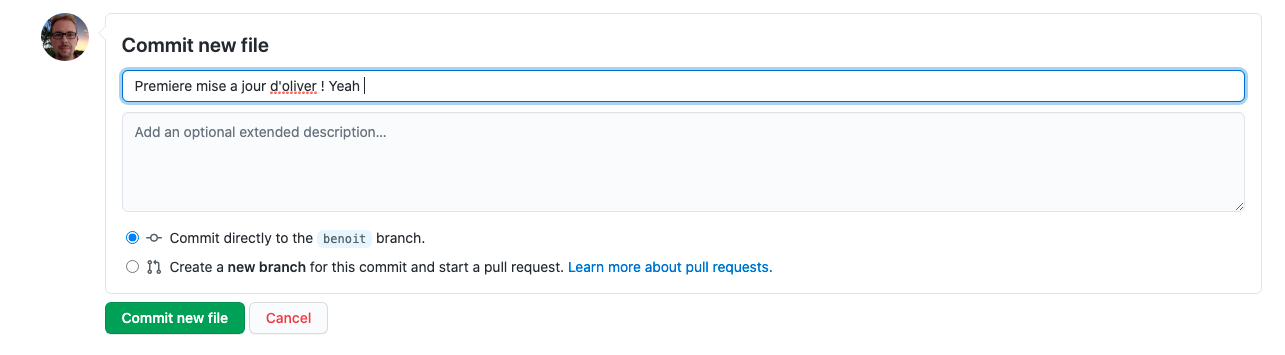 Commit new file
Premiere mise a jour d'oliver ! Yeah
Add an optional extended description...
Commit directly to the benoit branch.
Create a new branch for this commit and start a pull request. Learn more about pull requests.
Commit new file Cancel